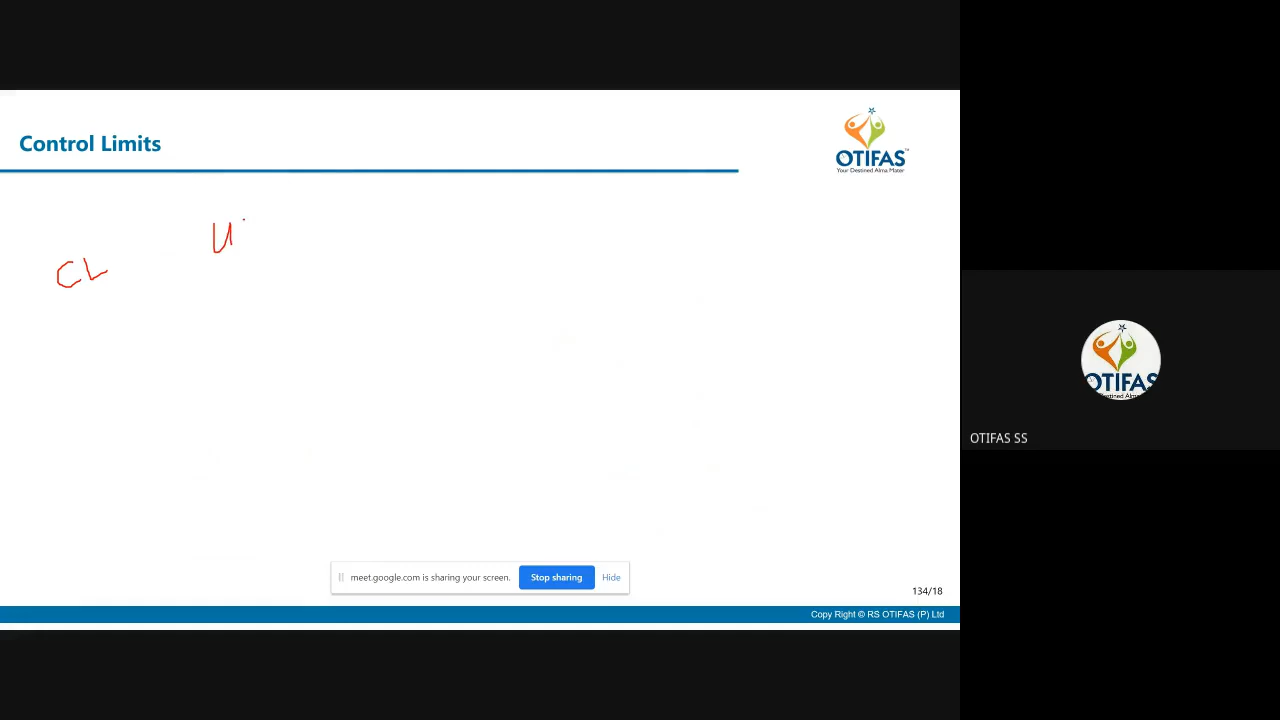 Control Limits
OTIFAS
Your Destined Alma Mater
U
CL
OTIFAS
OTIFAS SS
meet.google.com is sharing your screen.
Stop sharing
Hide
134/18
Copy Right © RS OTIFAS (P) Ltd